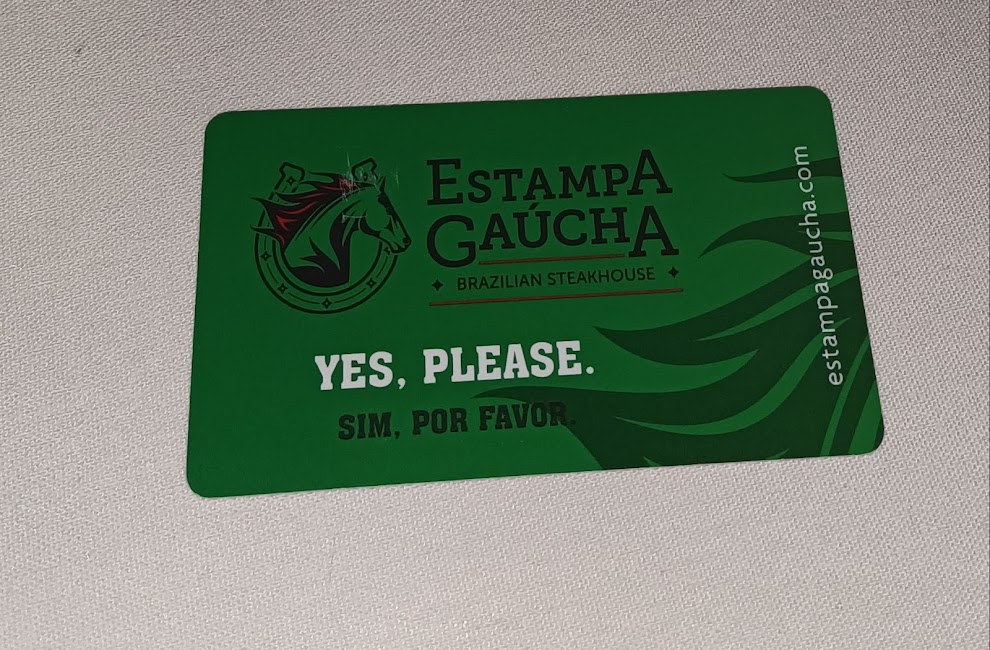 ESTAMPA
GAÚCHA
BRAZILIAN STEAKHOUSE
YES, PLEASE.
SIM, POR FAVOR.
estampagaucha.com